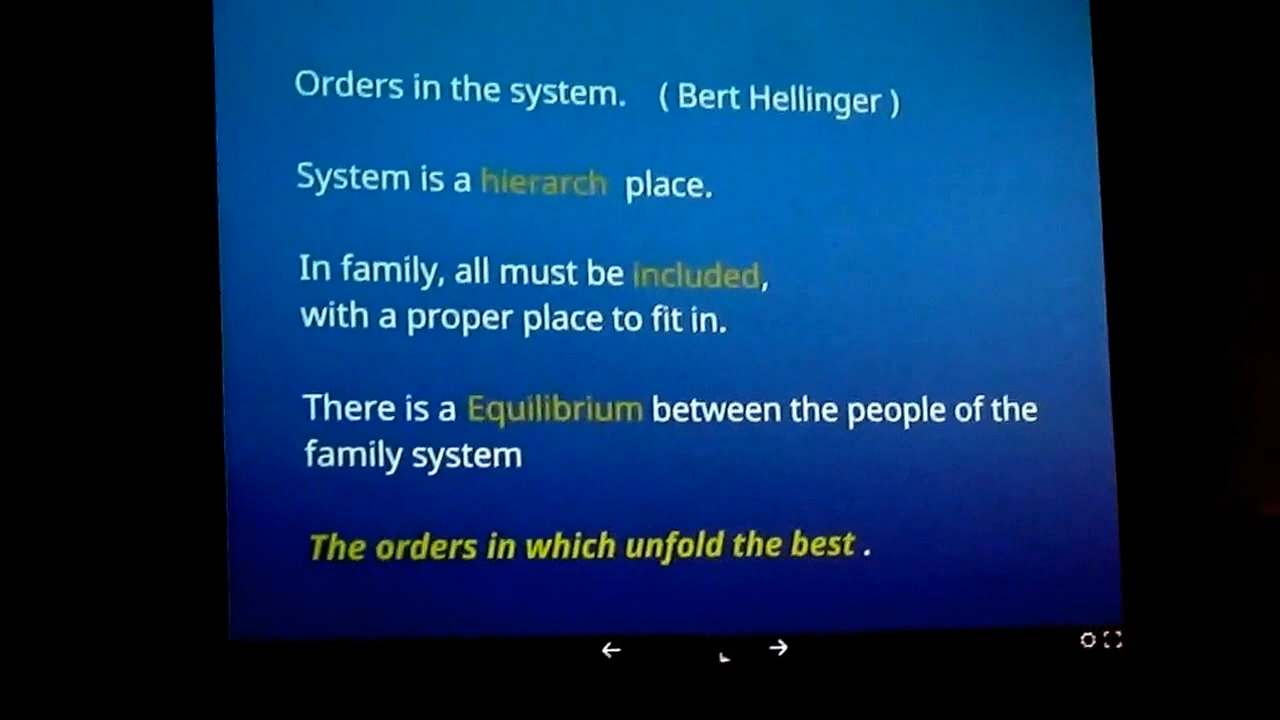 Orders in the system. ( Bert Hellinger )
System is a hierarch place.
In family, all must be included,
with a proper place to fit in.
There is a Equilibrium between the people of the
family system
The orders in which unfold the best .